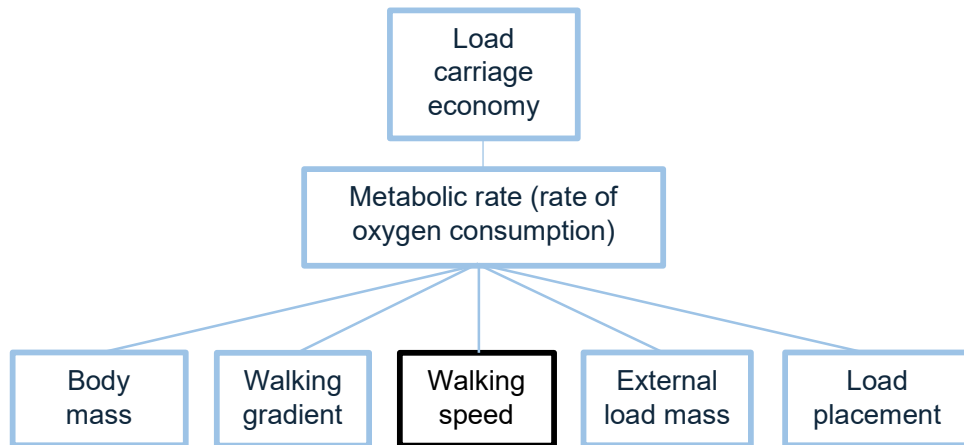 Load
carriage
economy
Metabolic rate (rate of
oxygen consumption)
Body
mass
Walking
gradient
Walking
speed
External
load mass
Load
placement